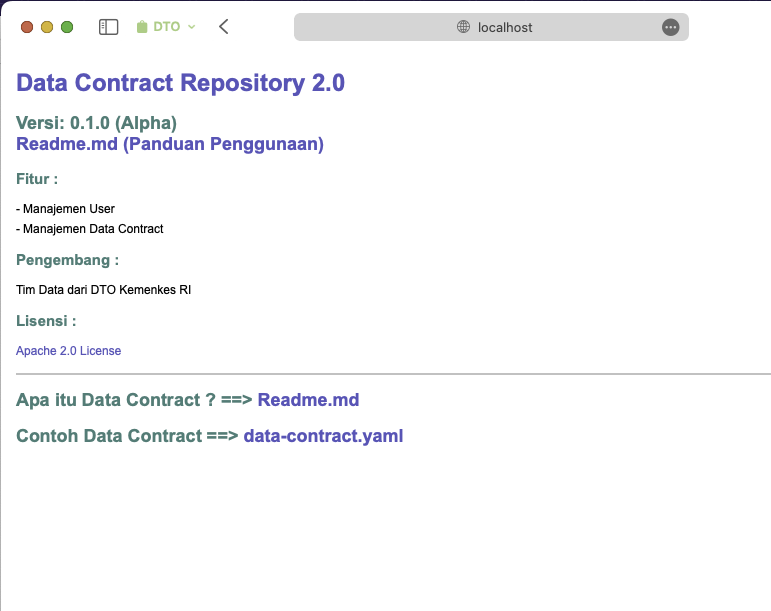 DTO
localhost
Data Contract Repository 2.0
Versi: 0.1.0 (Alpha)
Readme.md (Panduan Penggunaan)
Fitur :
- Manajemen User
- Manajemen Data Contract
Pengembang :
Tim Data dari DTO Kemenkes RI
Lisensi :
Apache 2.0 License
Apa itu Data Contract ? ==> Readme.md
Contoh Data Contract ==> data-contract.yaml